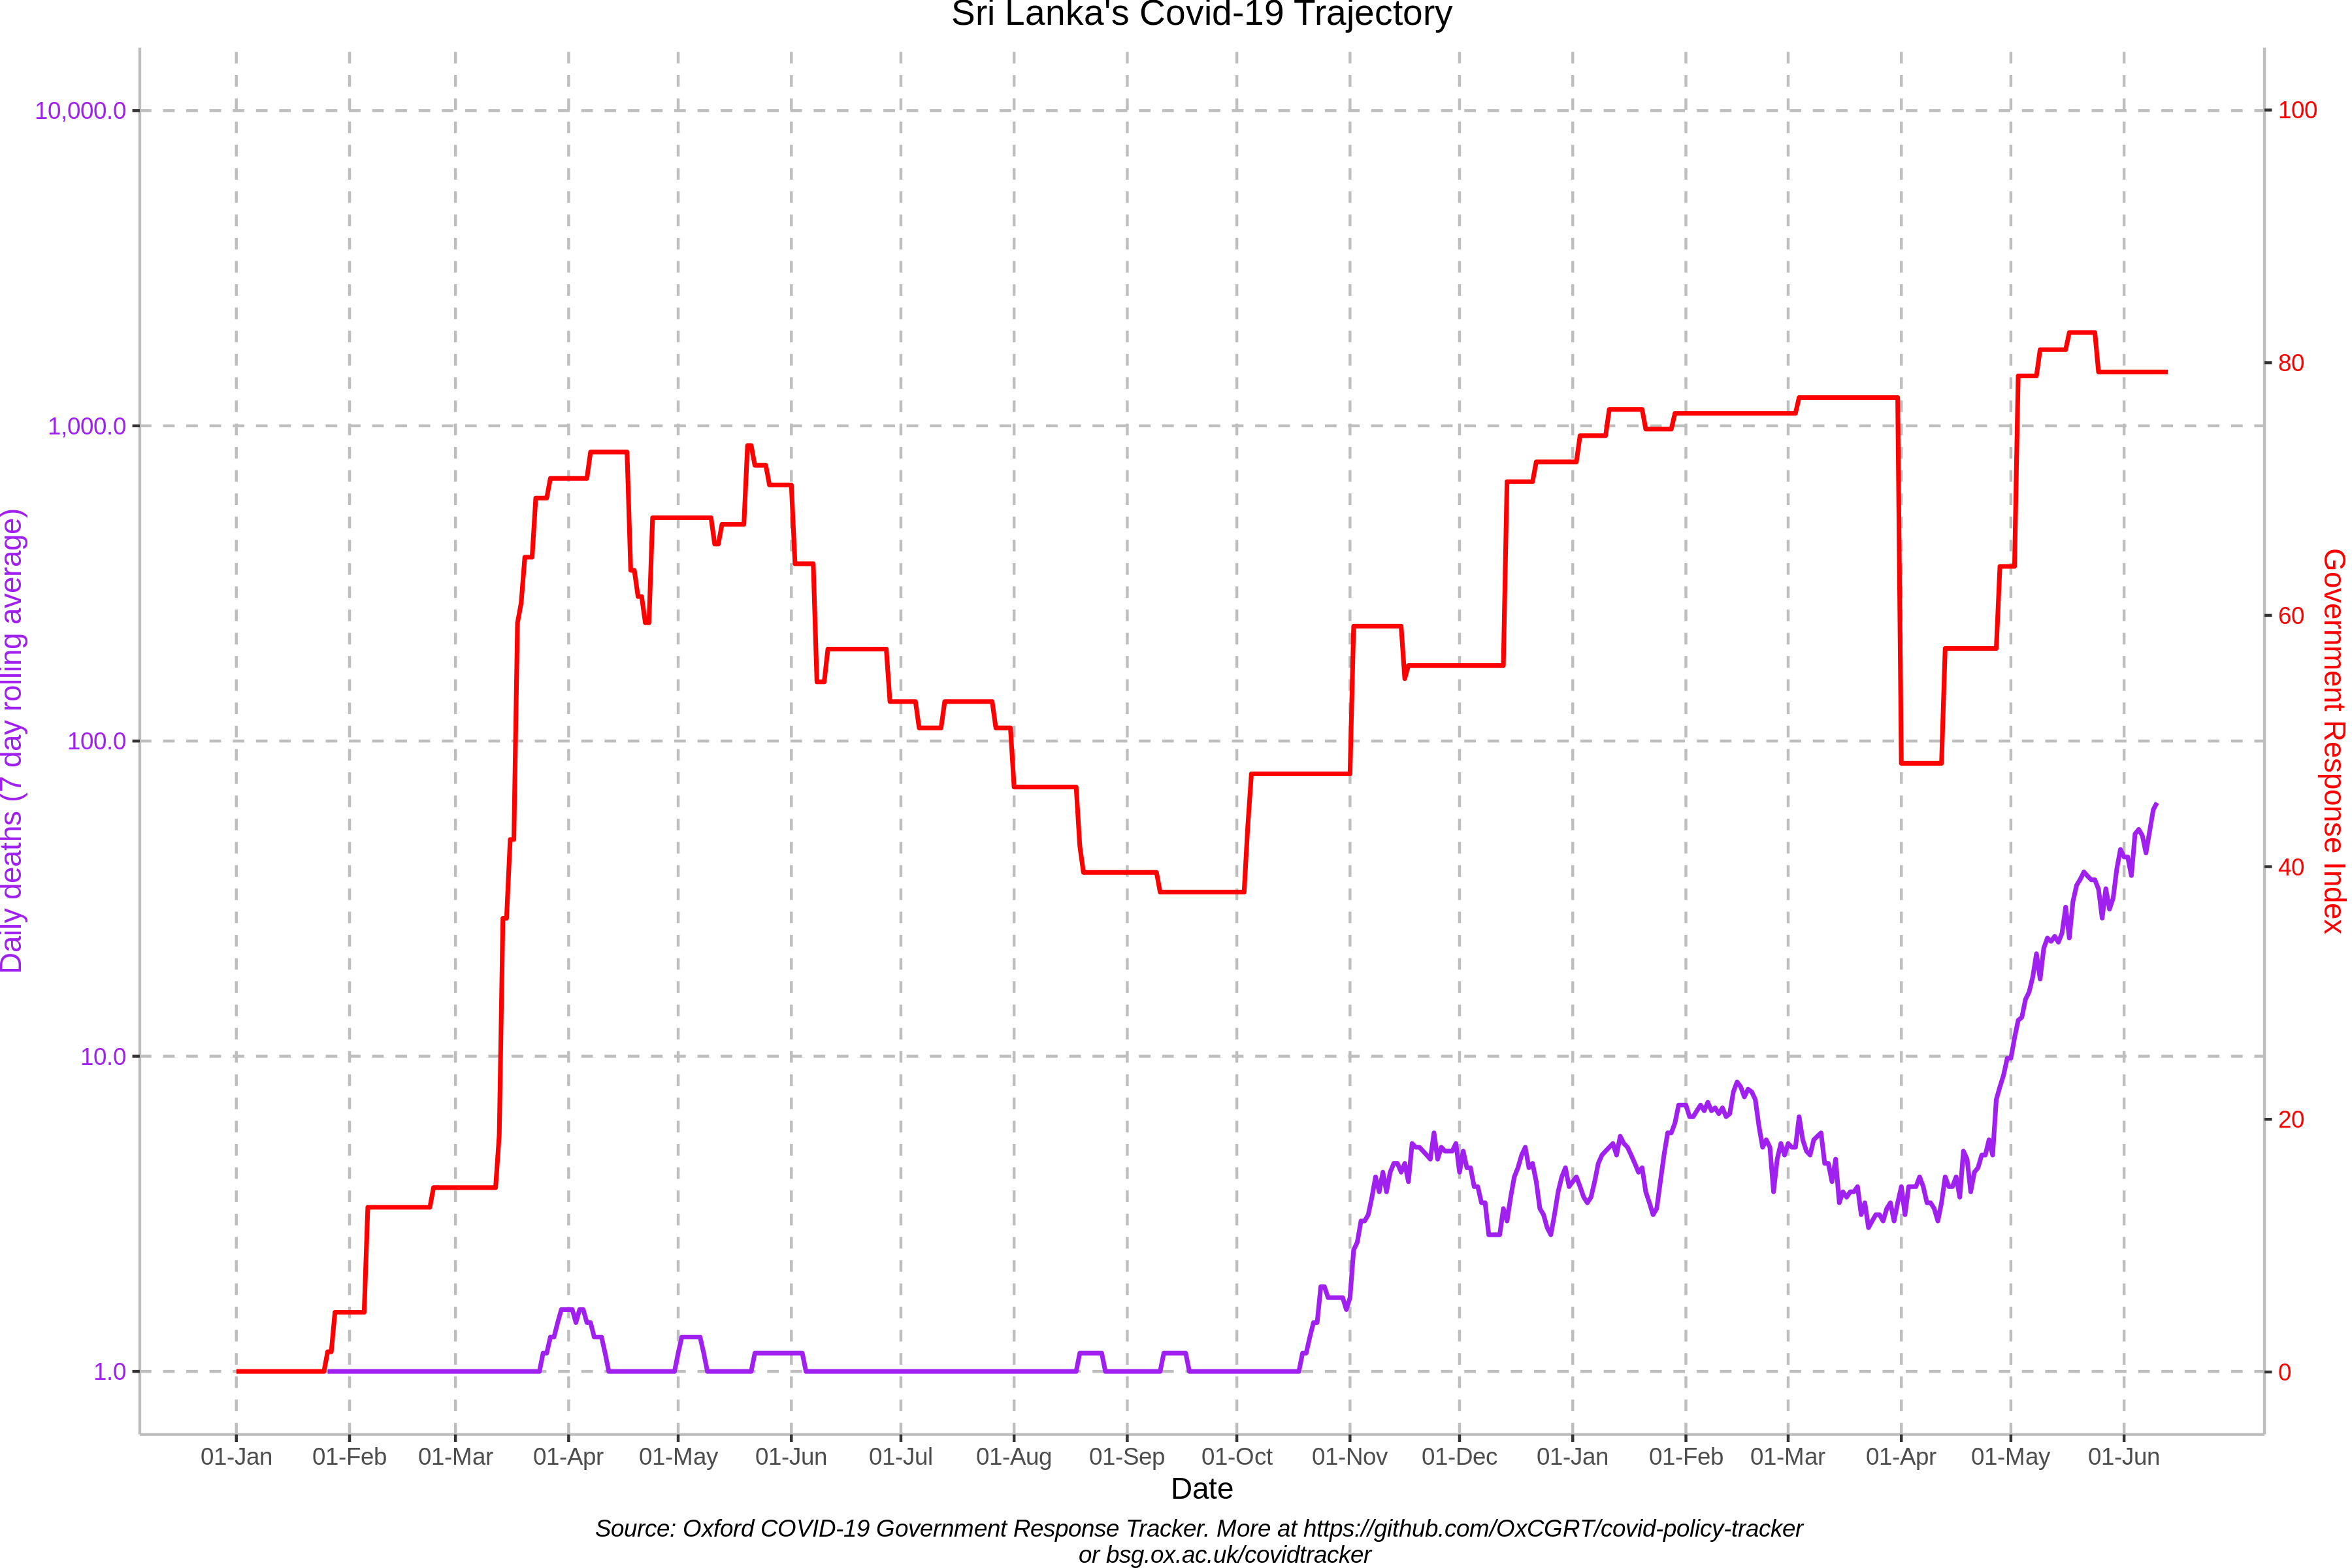 Sri Lanka's Covid-19 Trajectory
10,000.0
1,000.0
100.0
10.0
1.0
Daily deaths (7 day rolling average)
100
80
60
40
20
0
Government Response Index
01-Jan 01-Feb 01-Mar 01-Apr 01-May 01-Jun 01-Jul 01-Aug 01-Sep 01-Oct 01-Nov 01-Dec 01-Jan 01-Feb 01-Mar 01-Apr 01-May 01-Jun
Date
Source: Oxford COVID-19 Government Response Tracker. More at https://github.com/OxCGRT/covid-policy-tracker
or bsg.ox.ac.uk/covidtracker